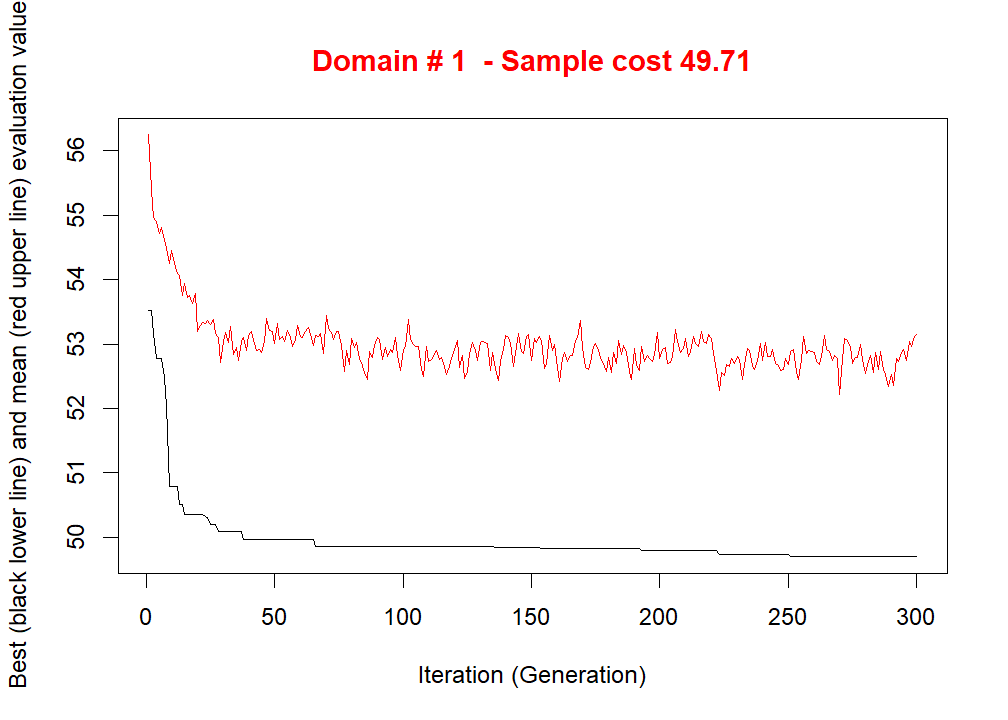 Domain # 1  - Sample cost 49.71
Best (black lower line) and mean (red upper line) evaluation value
56
55
54
53
52
51
50
0 50 100 150 200 250 300
Iteration (Generation)